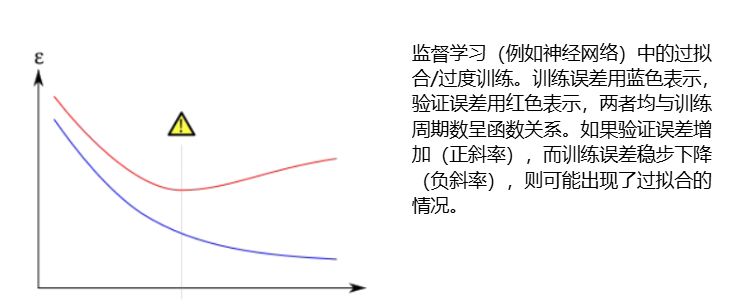 ε
!
监督学习（例如神经网络）中的过拟
合/过度训练。训练误差用蓝色表示，
验证误差用红色表示，两者均与训练
周期数呈函数关系。如果验证误差增
加（正斜率），而训练误差稳步下降
（负斜率），则可能出现了过拟合的
情况。